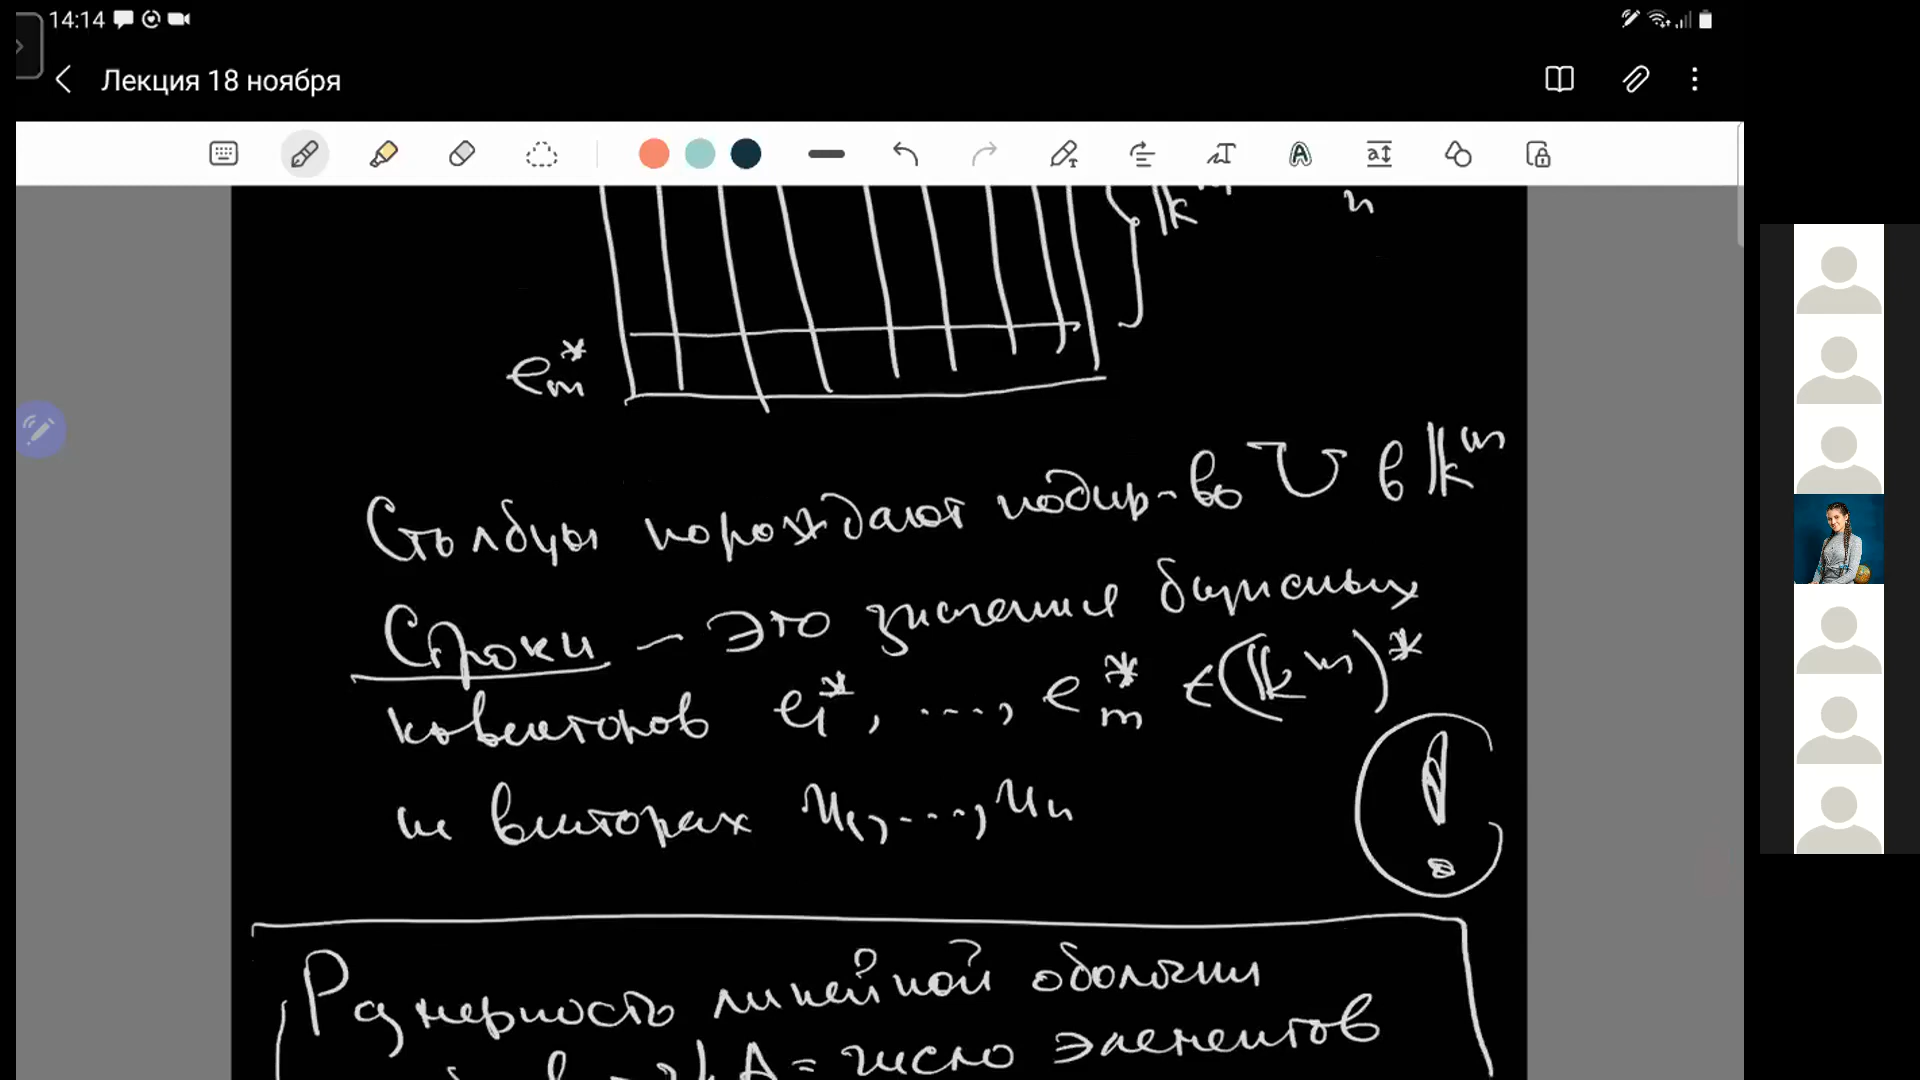 14:14
Лекция 18 ноября
𝕜
n
e*m
Столбцы порождают подпр-во U в 𝕜^m
Строки – это значения базисных
ковекторов e1*, ..., em* ∈ (𝕜^m)*
на векторах u1, ..., un
!
Размерность линейной оболочки
A = число элементов